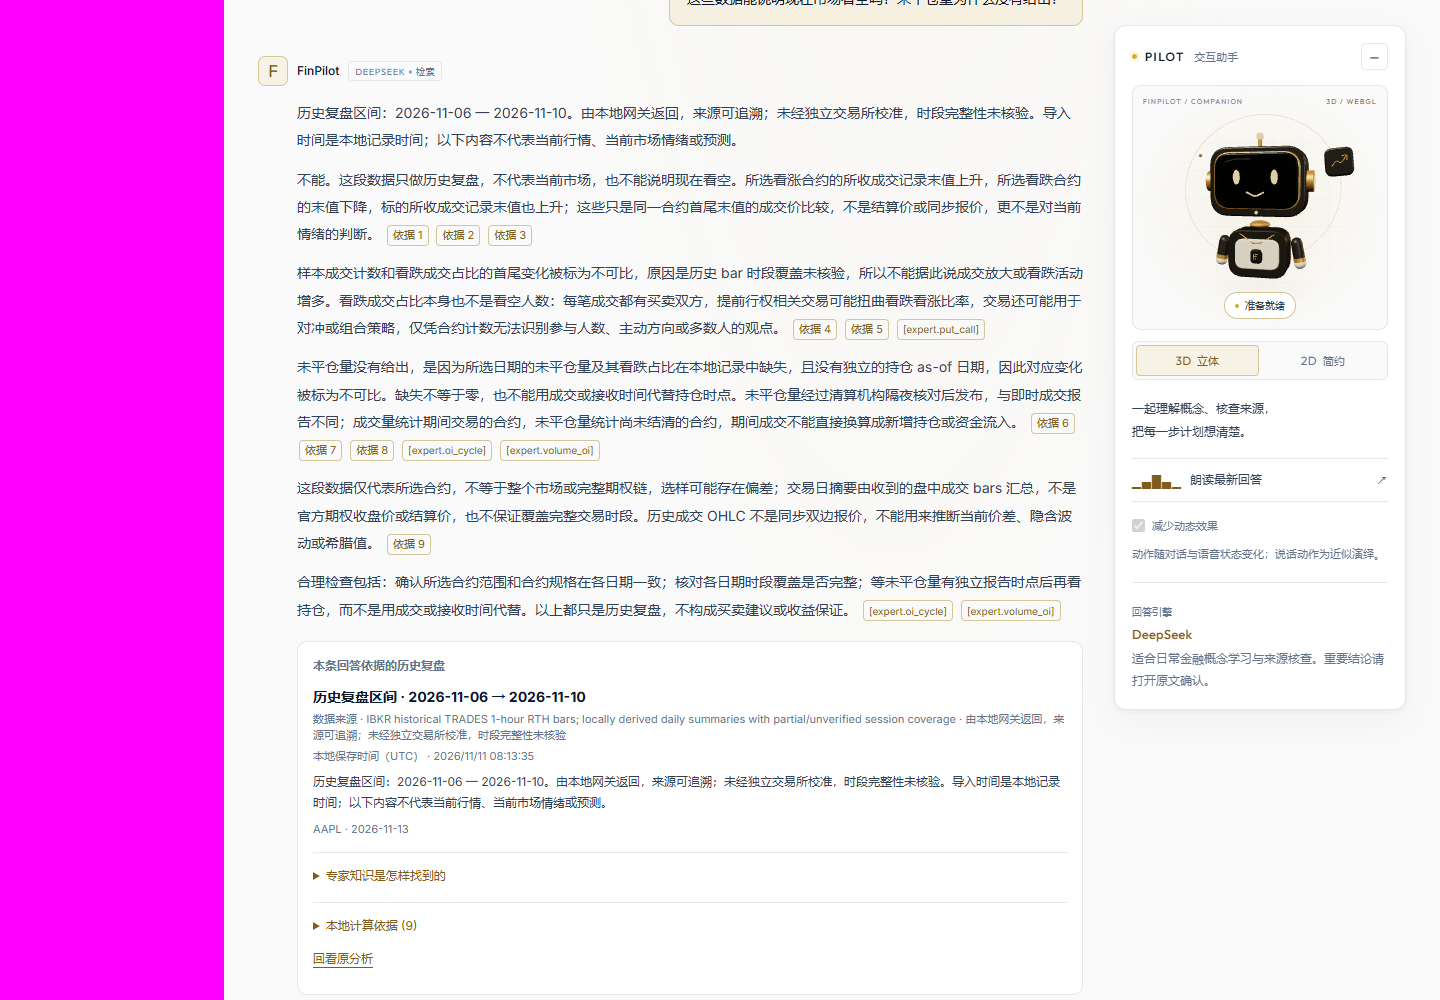 这些数据能说明现在市场看空吗？未平仓量为什么没有给出？
F FinPilot DEEPSEEK + 检索
历史复盘区间：2026-11-06 — 2026-11-10。由本地网关返回，来源可追溯；未经独立交易所校准，时段完整性未核验。导入
时间是本地记录时间；以下内容不代表当前行情、当前市场情绪或预测。
不能。这段数据只做历史复盘，不代表当前市场，也不能说明现在看空。所选看涨合约的所收成交记录末值上升，所选看跌合约
的末值下降，标的所收成交记录末值也上升；这些只是同一合约首尾末值的成交价比较，不是结算价或同步报价，更不是对当前
情绪的判断。 依据 1 依据 2 依据 3
样本成交计数和看跌成交占比的首尾变化被标为不可比，原因是历史 bar 时段覆盖未核验，所以不能据此说成交放大或看跌活动
增多。看跌成交占比本身也不是看空人数：每笔成交都有买卖双方，提前行权相关交易可能扭曲看跌看涨比率，交易还可能用于
对冲或组合策略，仅凭合约计数无法识别参与人数、主动方向或多数人的观点。 依据 4 依据 5 [expert.put_call]
未平仓量没有给出，是因为所选日期的未平仓量及其看跌占比在本地记录中缺失，且没有独立的持仓 as-of 日期，因此对应变化
被标为不可比。缺失不等于零，也不能用成交或接收时间代替持仓时点。未平仓量经过清算机构隔夜核对后发布，与即时成交报
告不同；成交量统计期间交易的合约，未平仓量统计尚未结清的合约，期间成交不能直接换算成新增持仓或资金流入。 依据 6
依据 7 依据 8 [expert.oi_cycle] [expert.volume_oi]
这段数据仅代表所选合约，不等于整个市场或完整期权链，选样可能存在偏差；交易日摘要由收到的盘中成交 bars 汇总，不是
官方期权收盘价或结算价，也不保证覆盖完整交易时段。历史成交 OHLC 不是同步双边报价，不能用来推断当前价差、隐含波
动或希腊值。 依据 9
合理检查包括：确认所选合约范围和合约规格在各日期一致；核对各日期时段覆盖是否完整；等未平仓量有独立报告时点后再看
持仓，而不是用成交或接收时间代替。以上都只是历史复盘，不构成买卖建议或收益保证。 [expert.oi_cycle] [expert.volume_oi]
本条回答依据的历史复盘
历史复盘区间 · 2026-11-06 → 2026-11-10
数据来源 · IBKR historical TRADES 1-hour RTH bars; locally derived daily summaries with partial/unverified session coverage · 由本地网关返回，来
源可追溯；未经独立交易所校准，时段完整性未核验
本地保存时间（UTC） · 2026/11/11 08:13:35
历史复盘区间：2026-11-06 — 2026-11-10。由本地网关返回，来源可追溯；未经独立交易所校准，时段完整性未核验。导入时间是本地记录
时间；以下内容不代表当前行情、当前市场情绪或预测。
AAPL · 2026-11-13
▶ 专家知识是怎样找到的
▶ 本地计算依据 (9)
回看原分析
PILOT 交互助手 –
FINPILOT / COMPANION 3D / WEBGL
F
准备就绪
3D 立体 2D 简约
一起理解概念、核查来源，
把每一步计划想清楚。
朗读最新回答 ↗
减少动态效果
动作随对话与语音状态变化；说话动作为近似演绎。
回答引擎
DeepSeek
适合日常金融概念学习与来源核查。重要结论请
打开原文确认。